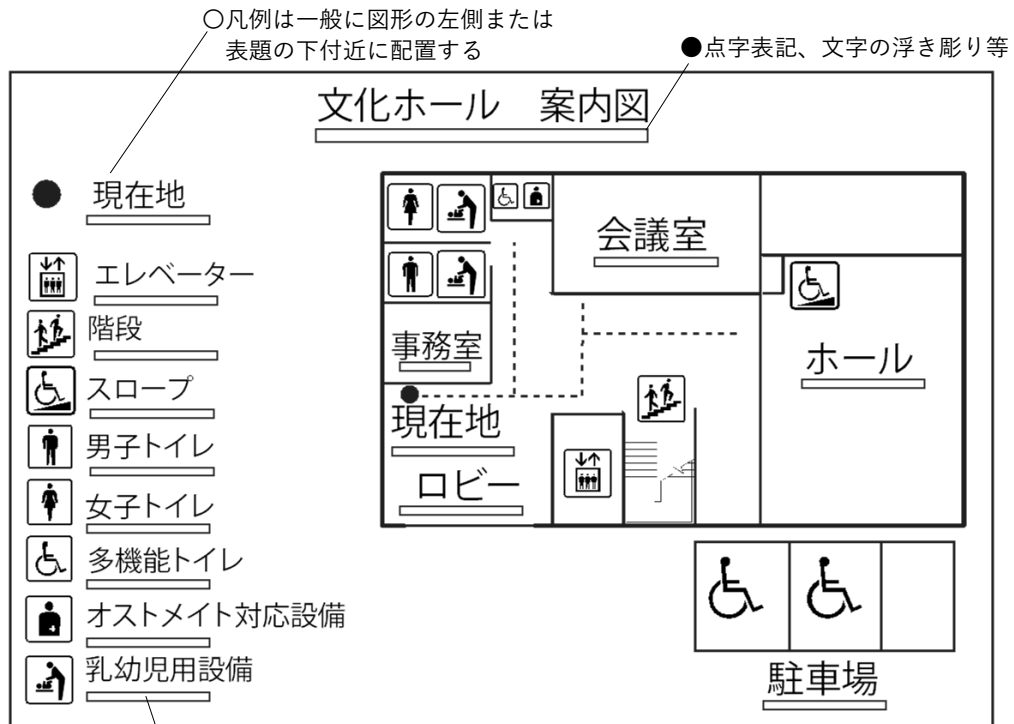 〇凡例は一般に図形の左側または
表題の下付近に配置する
●点字表記、文字の浮き彫り等
文化ホール 案内図
現在地
エレベーター
階段
スロープ
男子トイレ
女子トイレ
多機能トイレ
オストメイト対応設備
乳幼児用設備
会議室
事務室
ホール
現在地
ロビー
駐車場